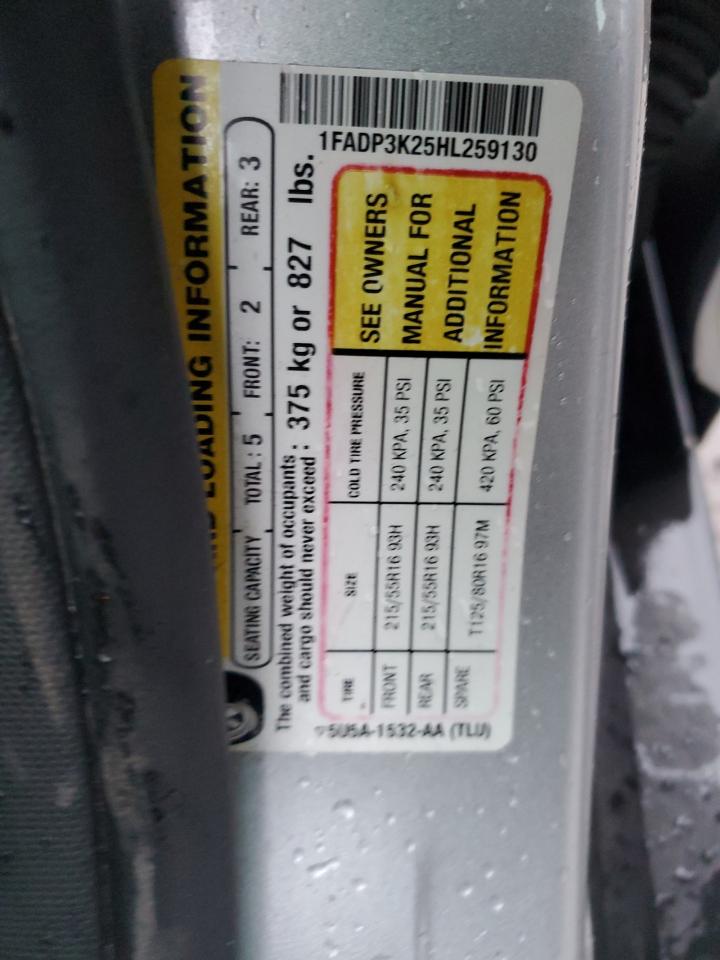 LOADING INFORMATION
SEATING CAPACITY TOTAL : 5 FRONT: 2 REAR: 3
The combined weight of occupants :
and cargo should never exceed : 375 kg or 827 lbs.
TIRE SIZE COLD TIRE PRESSURE
FRONT 215/55R16 93H 240 KPA, 35 PSI
REAR 215/55R16 93H 240 KPA, 35 PSI
SPARE T125/80R16 97M 420 KPA, 60 PSI
SEE OWNERS
MANUAL FOR
ADDITIONAL
INFORMATION
5U5A-1532-AA (TLU)
1FADP3K25HL259130